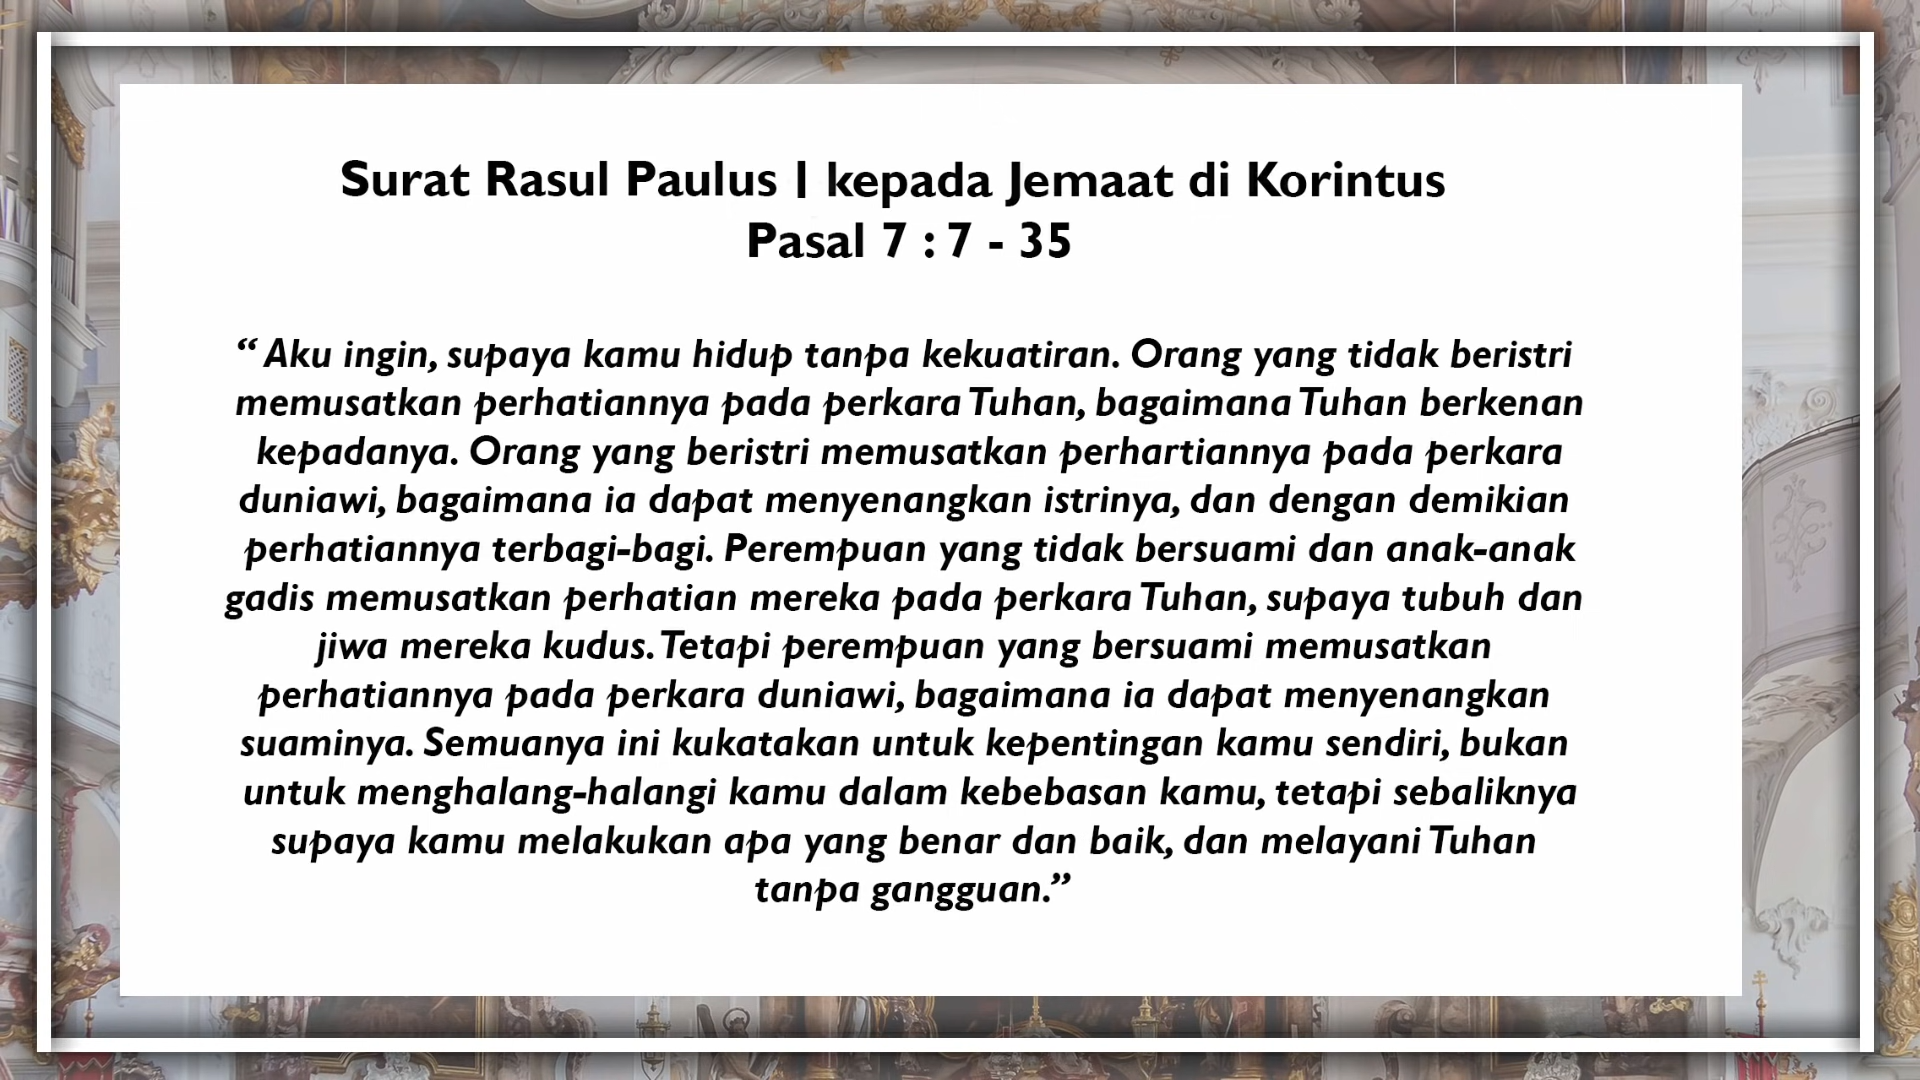 Surat Rasul Paulus I kepada Jemaat di Korintus
Pasal 7 : 7 - 35
“ Aku ingin, supaya kamu hidup tanpa kekuatiran. Orang yang tidak beristri
memusatkan perhatiannya pada perkara Tuhan, bagaimana Tuhan berkenan
kepadanya. Orang yang beristri memusatkan perhartiannya pada perkara
duniawi, bagaimana ia dapat menyenangkan istrinya, dan dengan demikian
perhatiannya terbagi-bagi. Perempuan yang tidak bersuami dan anak-anak
gadis memusatkan perhatian mereka pada perkara Tuhan, supaya tubuh dan
jiwa mereka kudus. Tetapi perempuan yang bersuami memusatkan
perhatiannya pada perkara duniawi, bagaimana ia dapat menyenangkan
suaminya. Semuanya ini kukatakan untuk kepentingan kamu sendiri, bukan
untuk menghalang-halangi kamu dalam kebebasan kamu, tetapi sebaliknya
supaya kamu melakukan apa yang benar dan baik, dan melayani Tuhan
tanpa gangguan.”